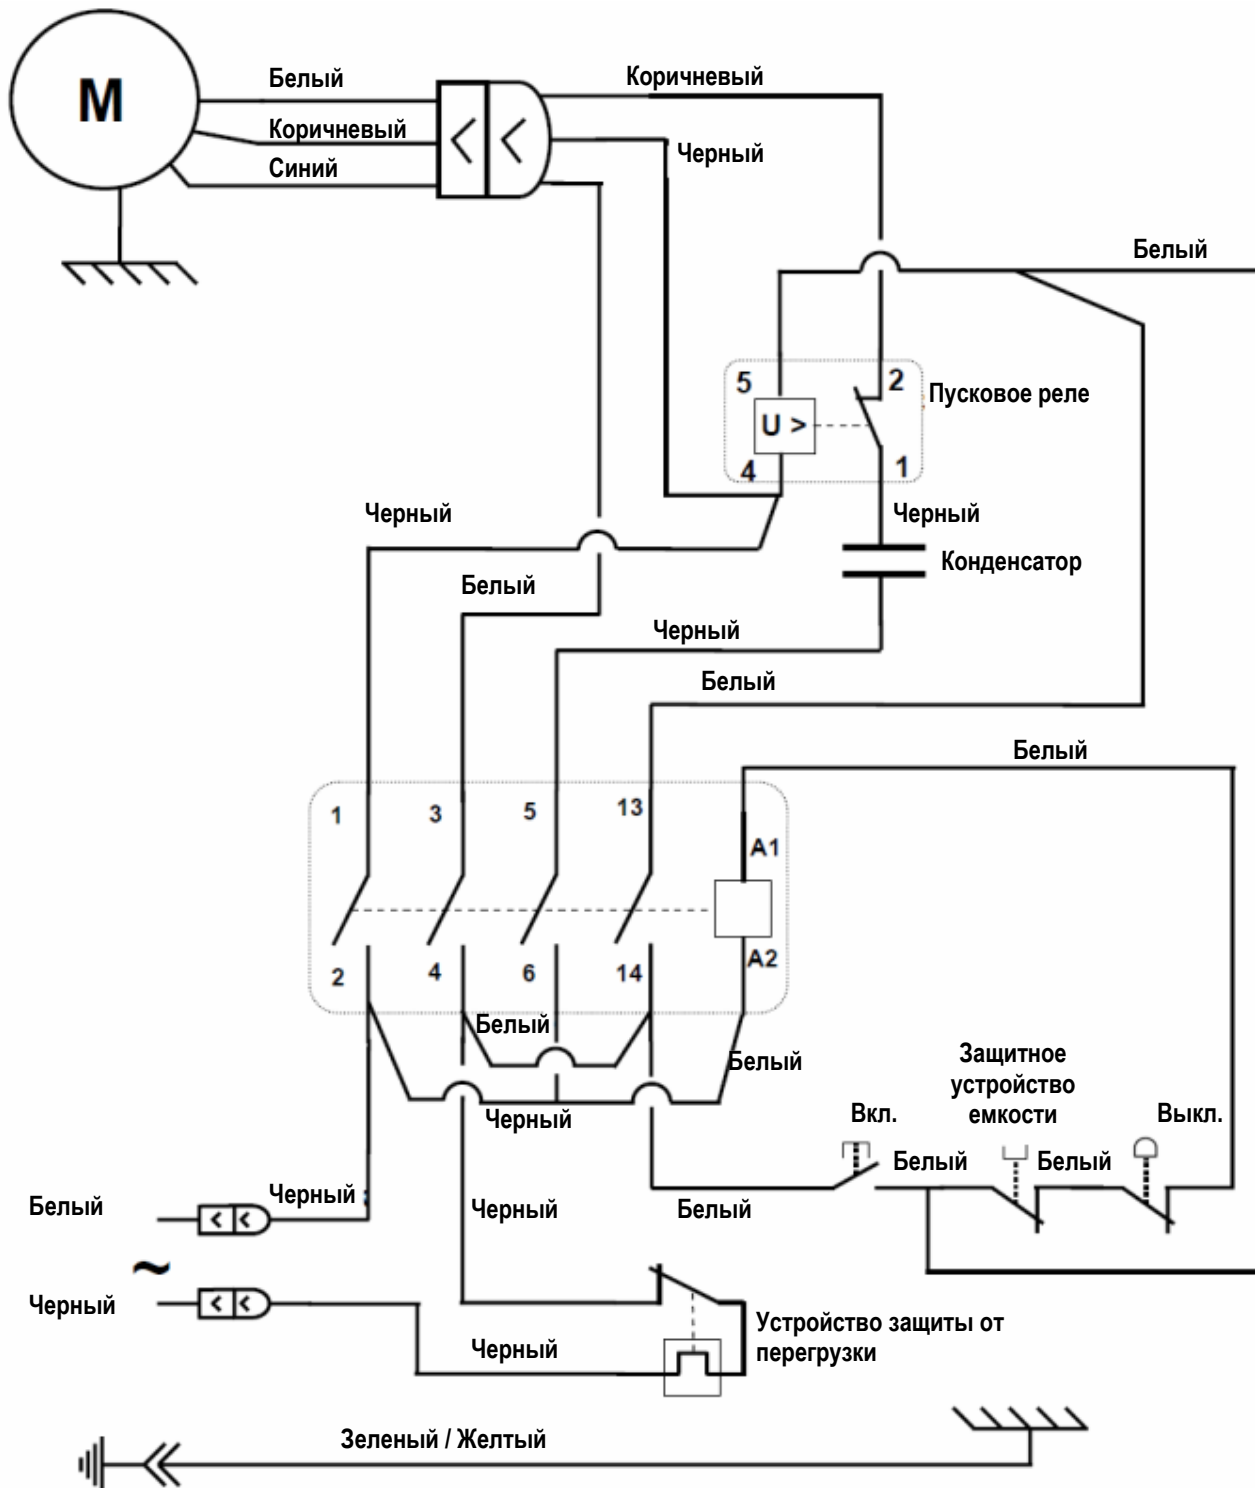 M
Белый
Коричневый
Синий
Коричневый
Черный
Белый
5
2
U >
4
1
Пусковое реле
Черный
Черный
Конденсатор
Белый
Черный
Белый
Белый
1
3
5
13
A1
2
4
6
14
A2
Белый
Белый
Черный
Защитное
устройство
емкости
Вкл.
Выкл.
Белый
Белый
Белый
Черный
Черный
Белый
~
Черный
Черный
Устройство защиты от
перегрузки
Зеленый / Желтый